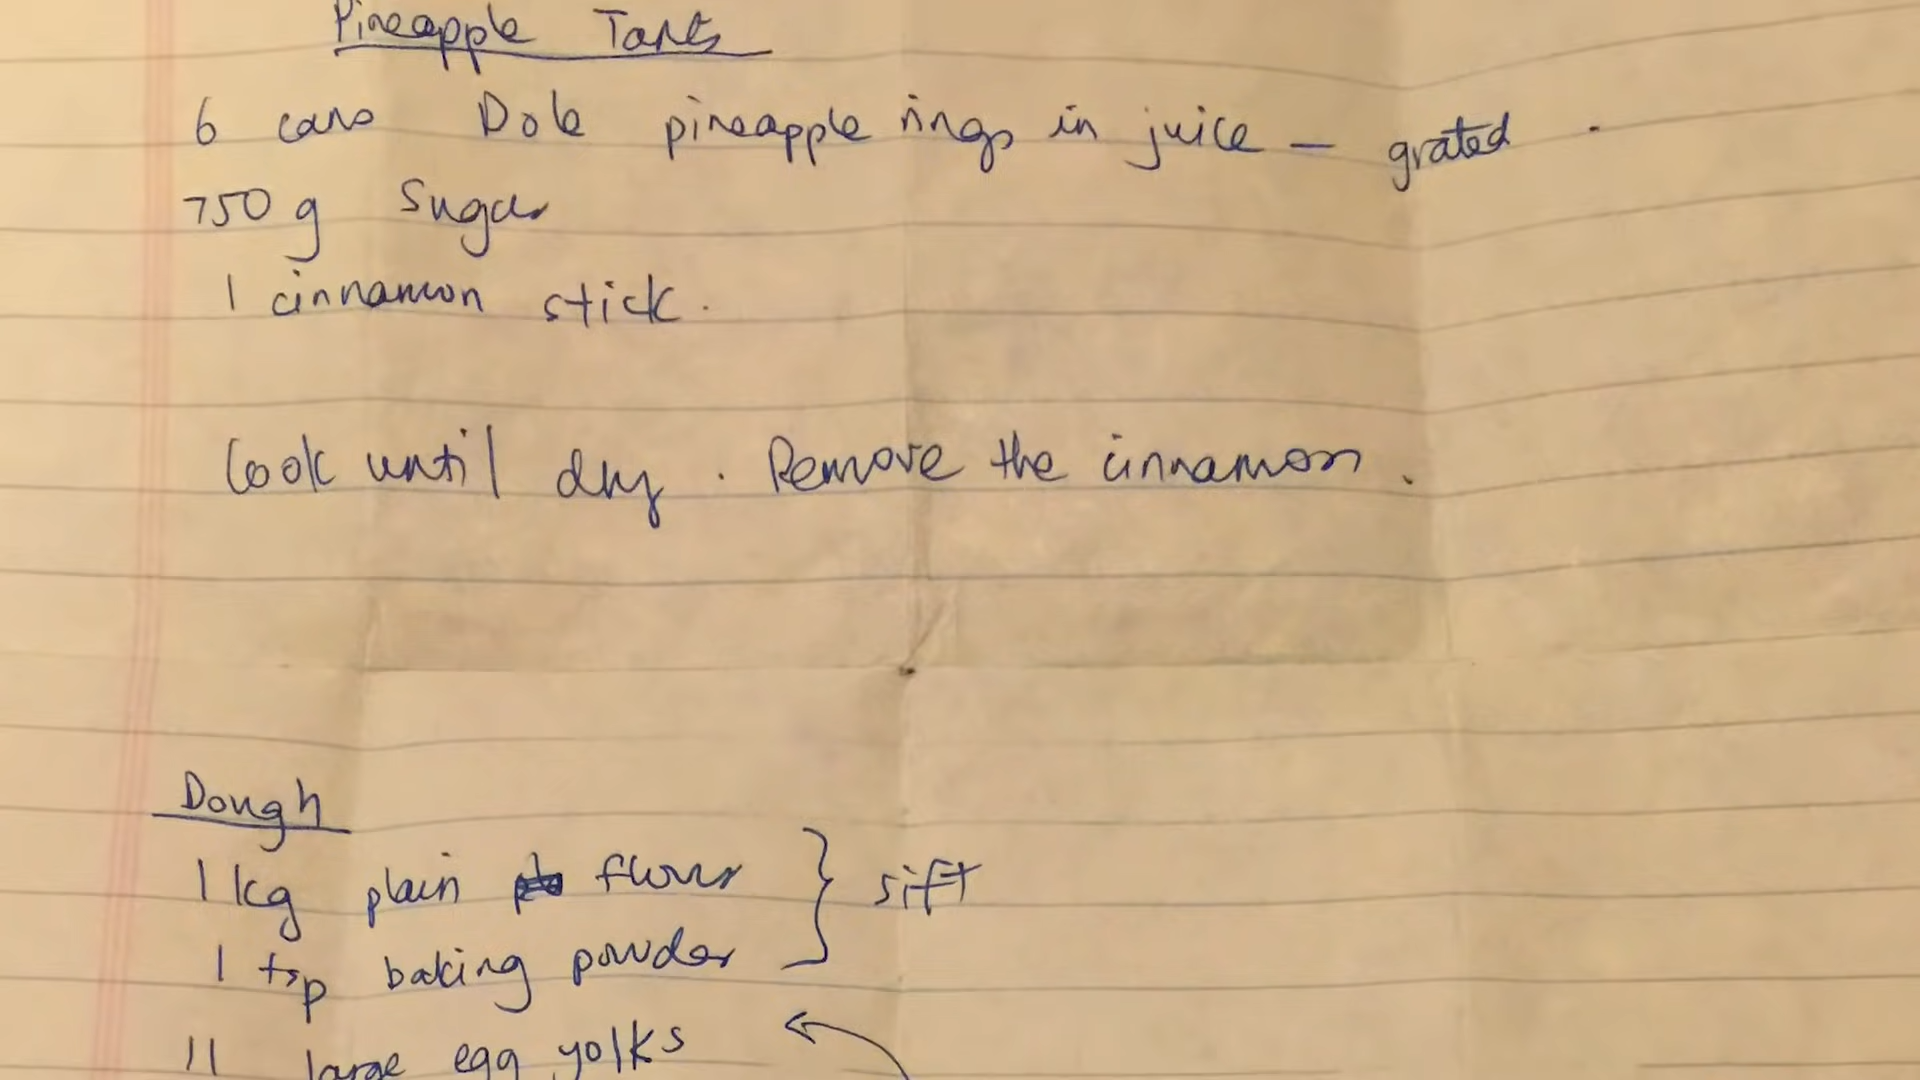 Pineapple Tarts
6 cans Dole pineapple rings in juice — grated .
750 g Sugar
1 cinnamon stick.
Cook until dry . Remove the cinnamon .
Dough
1 kg plain flour } sift
1 tsp baking powder
11 large egg yolks